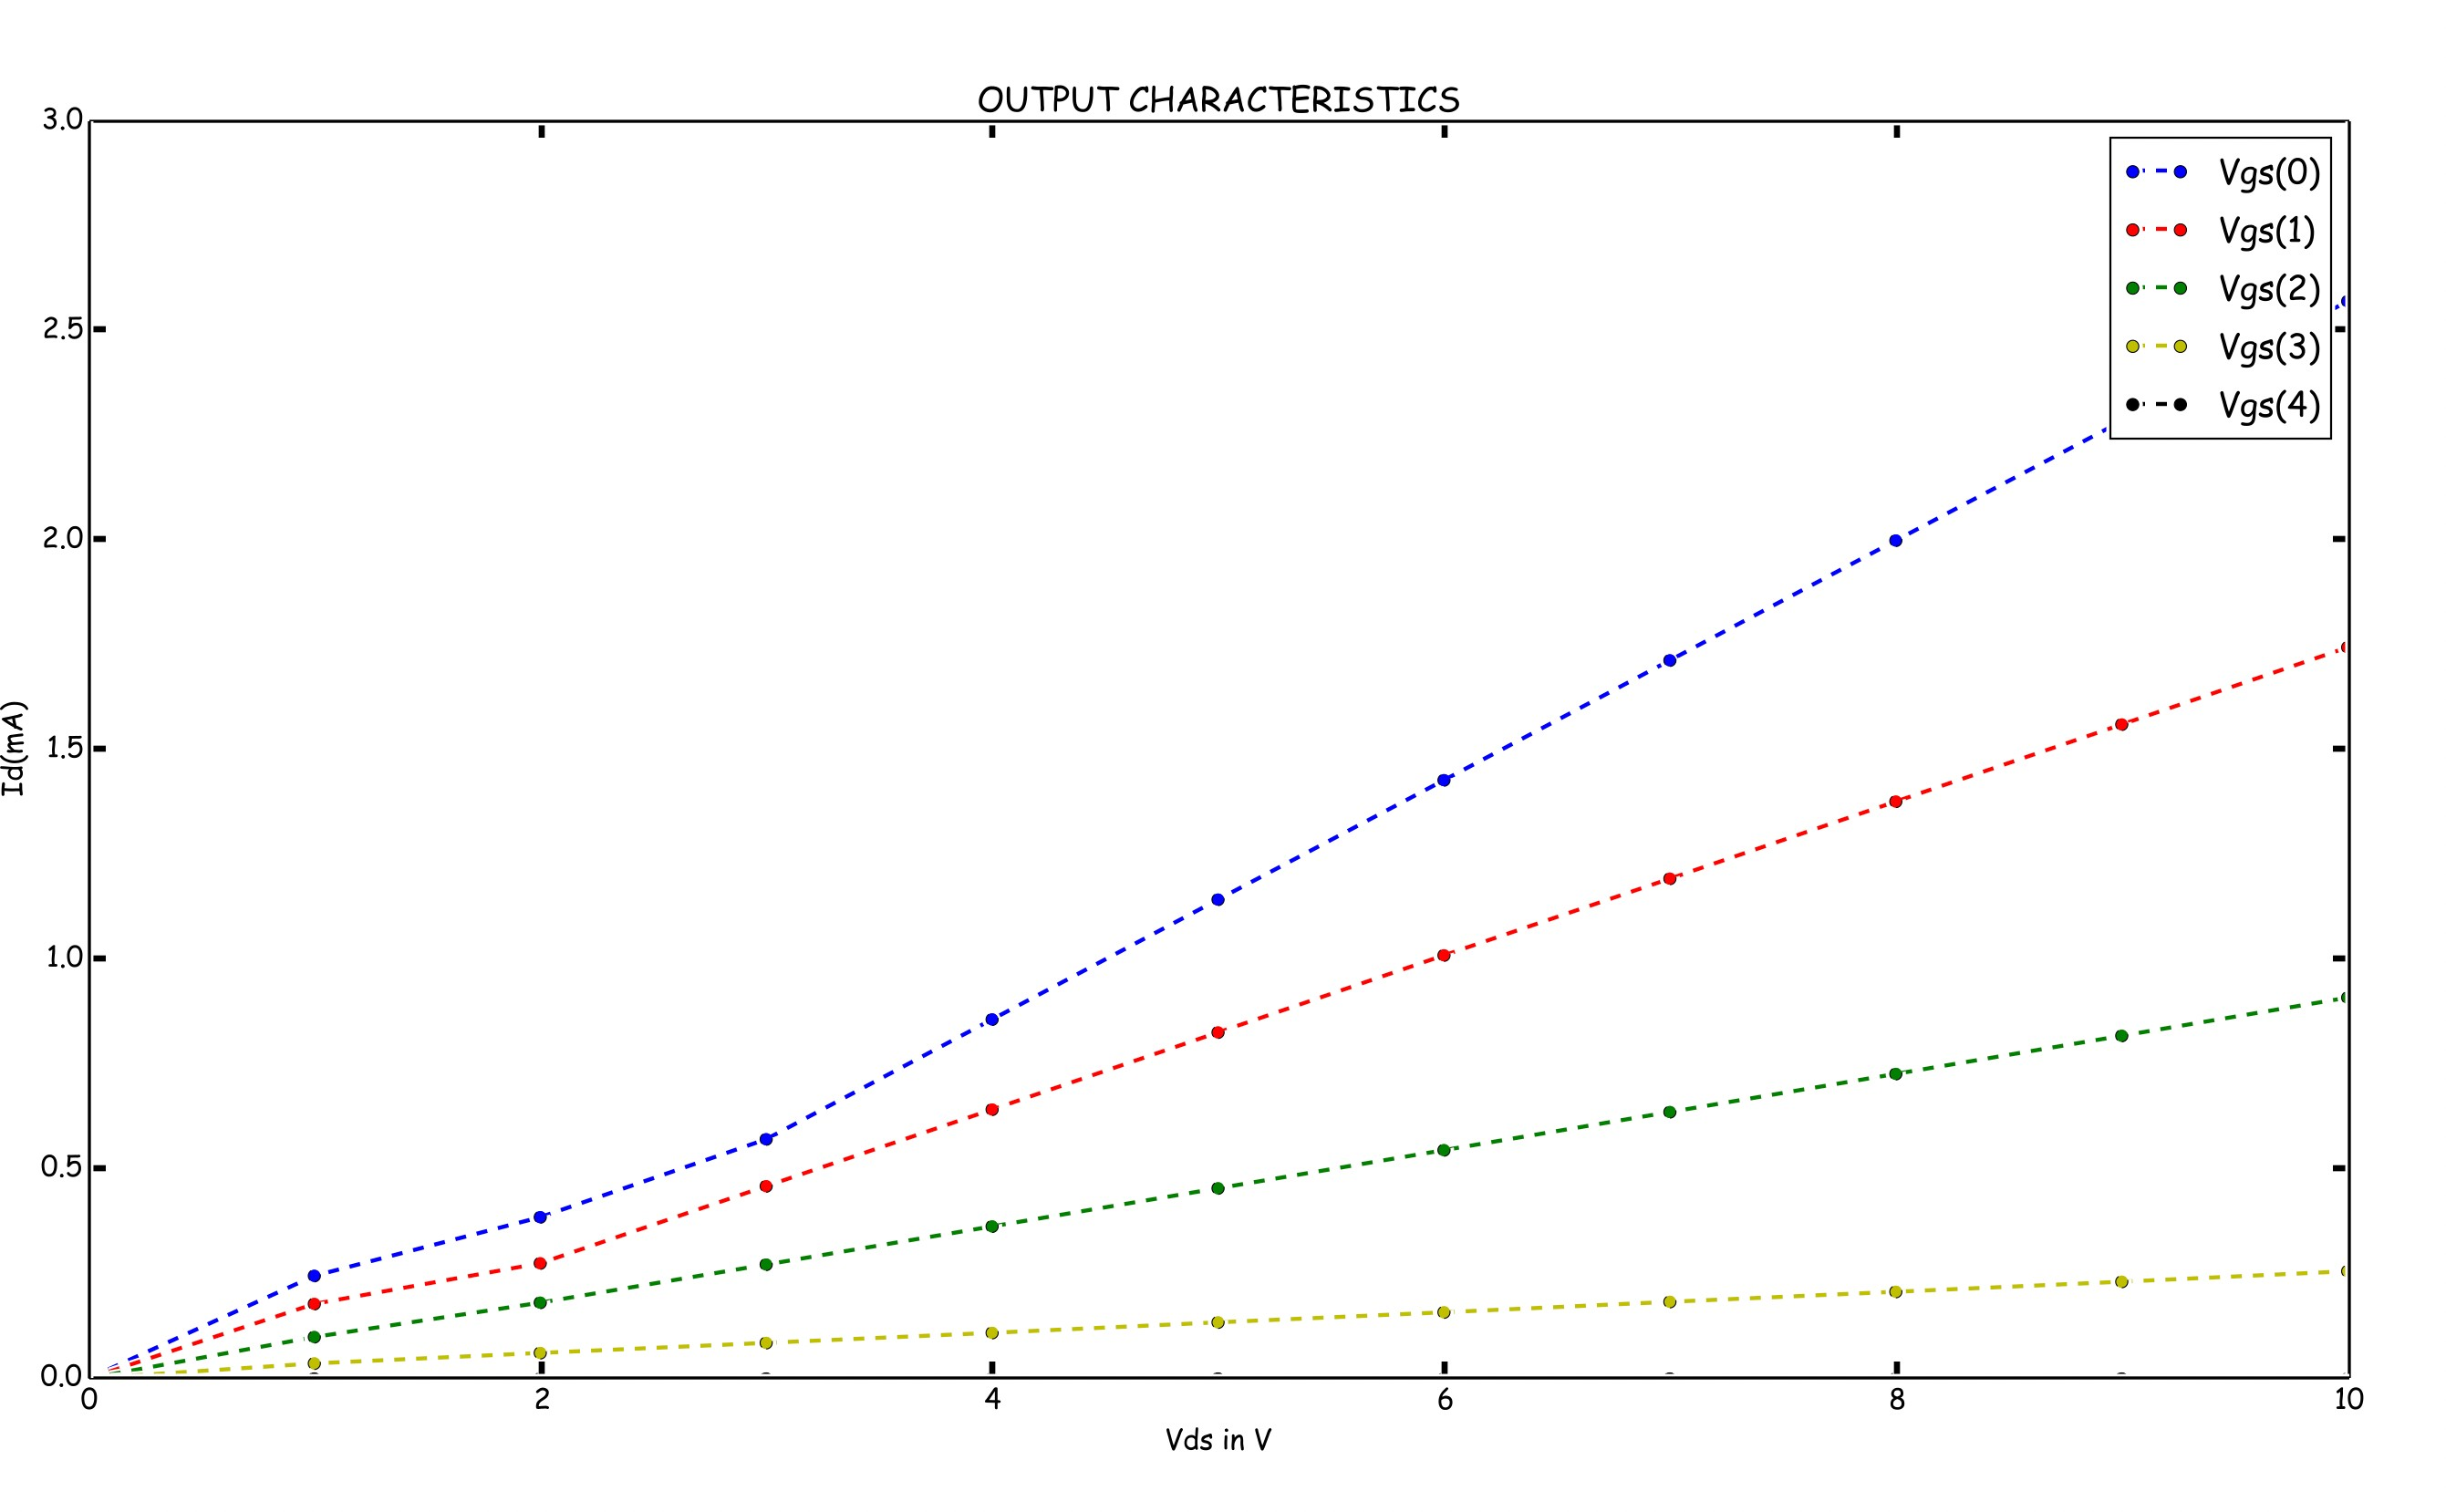 OUTPUT CHARACTERISTICS
3.0
2.5
2.0
1.5
1.0
0.5
0.0
Id(mA)
Vgs(0)
Vgs(1)
Vgs(2)
Vgs(3)
Vgs(4)
0 2 4 6 8 10
Vds in V